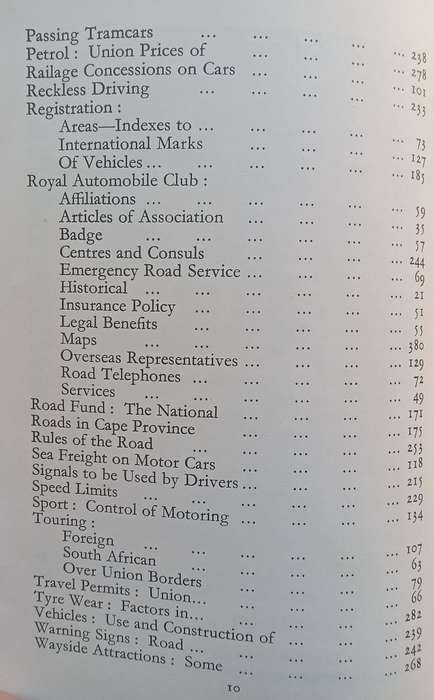 Passing Tramcars ... ... ... ... ... 238
Petrol : Union Prices of ... ... ... ... 278
Railage Concessions on Cars ... ... ... ... 101
Reckless Driving ... ... ... ... ... 233
Registration :
Areas—Indexes to ... ... ... ... ... 73
International Marks ... ... ... ... 127
Of Vehicles ... ... ... ... ... ... 185
Royal Automobile Club :
Affiliations ... ... ... ... ... ... 59
Articles of Association ... ... ... ... 35
Badge ... ... ... ... ... ... 57
Centres and Consuls ... ... ... ... 244
Emergency Road Service ... ... ... ... 69
Historical ... ... ... ... ... ... 21
Insurance Policy ... ... ... ... ... 51
Legal Benefits ... ... ... ... ... 55
Maps ... ... ... ... ... ... 380
Overseas Representatives ... ... ... ... 129
Road Telephones ... ... ... ... ... 72
Services ... ... ... ... ... ... 49
Road Fund : The National ... ... ... ... 171
Roads in Cape Province ... ... ... ... 175
Rules of the Road ... ... ... ... ... 253
Sea Freight on Motor Cars ... ... ... ... 118
Signals to be Used by Drivers ... ... ... ... 215
Speed Limits ... ... ... ... ... 229
Sport : Control of Motoring ... ... ... ... 134
Touring :
Foreign ... ... ... ... ... 107
South African ... ... ... ... ... 63
Over Union Borders ... ... ... ... 79
Travel Permits : Union... ... ... ... ... 66
Tyre Wear : Factors in... ... ... ... ... 282
Vehicles : Use and Construction of ... ... ... 239
Warning Signs : Road ... ... ... ... ... 242
Wayside Attractions : Some ... ... ... ... 268
10